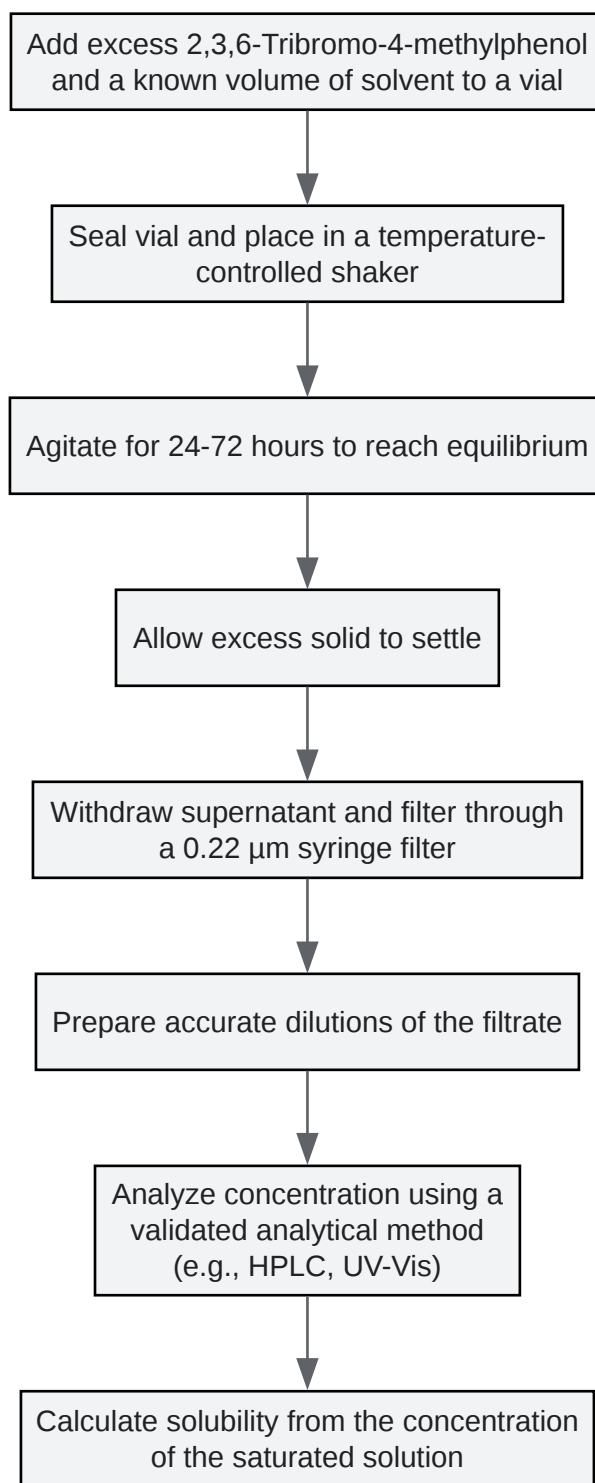 Add excess 2,3,6-Tribromo-4-methylphenol
and a known volume of solvent to a vial
Seal vial and place in a temperature-
controlled shaker
Agitate for 24-72 hours to reach equilibrium
Allow excess solid to settle
Withdraw supernatant and filter through
a 0.22 µm syringe filter
Prepare accurate dilutions of the filtrate
Analyze concentration using a
validated analytical method
(e.g., HPLC, UV-Vis)
Calculate solubility from the concentration
of the saturated solution